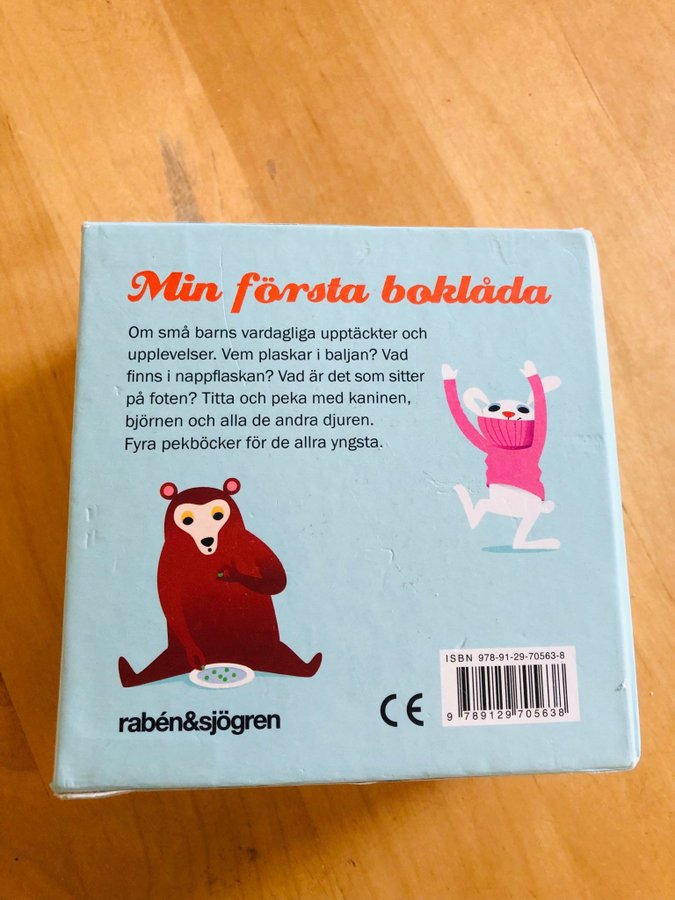 Min första boklåda
Om små barns vardagliga upptäckter och
upplevelser. Vem plaskar i baljan? Vad
finns i nappflaskan? Vad är det som sitter
på foten? Titta och peka med kaninen,
björnen och alla de andra djuren.
Fyra pekböcker för de allra yngsta.
ISBN 978-91-29-70563-8
9 789129 705638
CE
rabén&sjögren